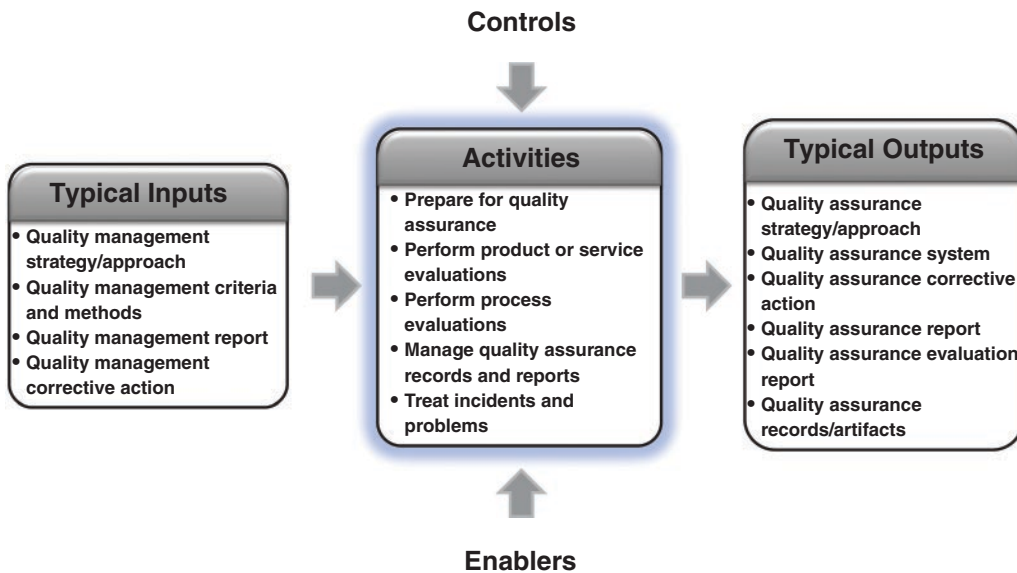 Controls
Typical Inputs
• Quality management
strategy/approach
• Quality management criteria
and methods
• Quality management report
• Quality management
corrective action
Activities
• Prepare for quality
assurance
• Perform product or service
evaluations
• Perform process
evaluations
• Manage quality assurance
records and reports
• Treat incidents and
problems
Typical Outputs
• Quality assurance
strategy/approach
• Quality assurance system
• Quality assurance corrective
action
• Quality assurance report
• Quality assurance evaluation
report
• Quality assurance
records/artifacts
Enablers